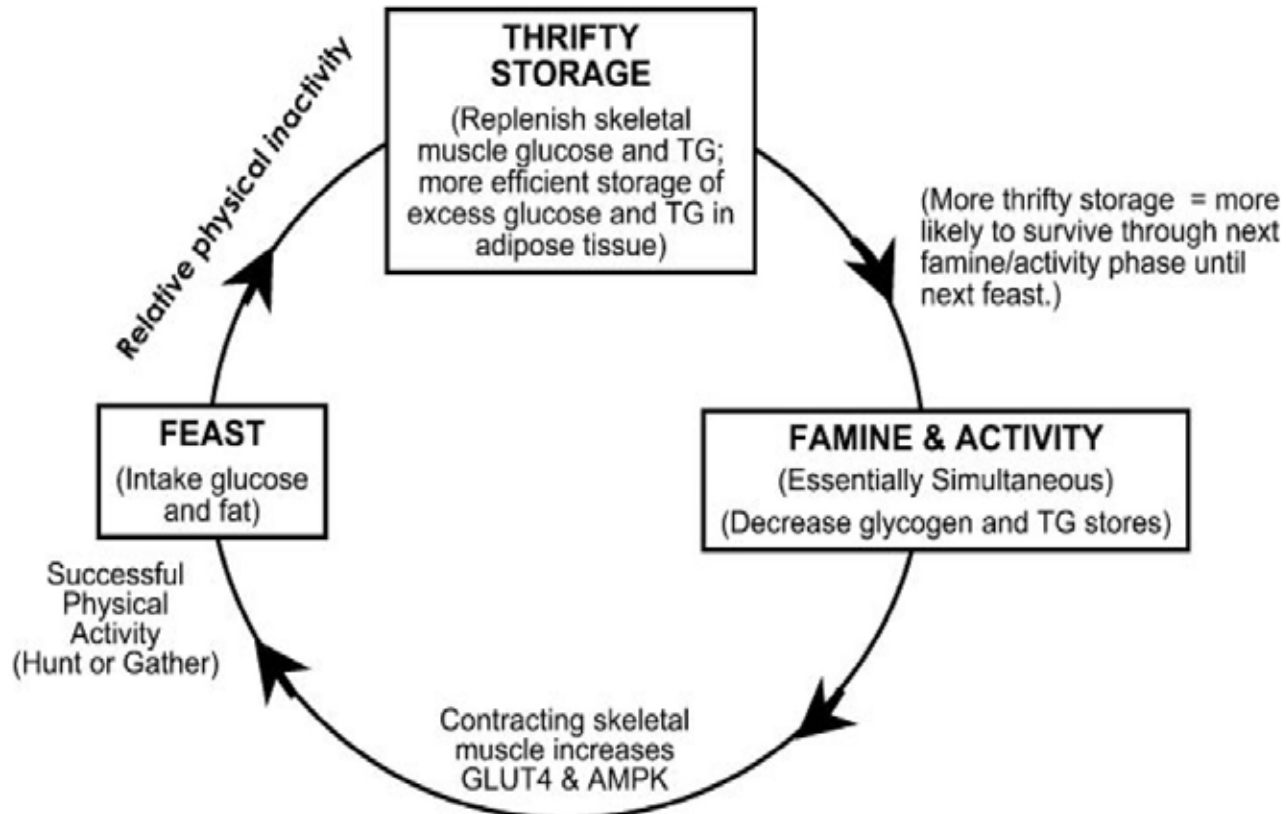 THRIFTY
STORAGE
(Replenish skeletal
muscle glucose and TG;
more efficient storage of
excess glucose and TG in
adipose tissue)
Relative physical inactivity
(More thrifty storage = more
likely to survive through next
famine/activity phase until
next feast.)
FEAST
(Intake glucose
and fat)
FAMINE & ACTIVITY
(Essentially Simultaneous)
(Decrease glycogen and TG stores)
Successful
Physical
Activity
(Hunt or Gather)
Contracting skeletal
muscle increases
GLUT4 & AMPK